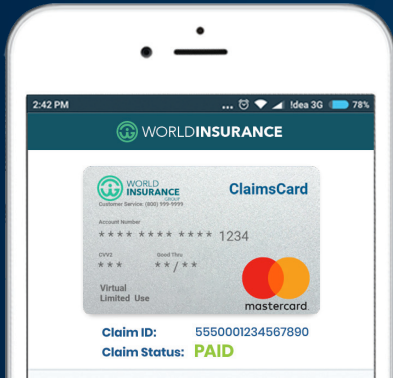 2:42 PM ... !dea 3G 78%
WORLDINSURANCE
WORLD
INSURANCE
GROUP
ClaimsCard
Customer Service: (800) 999-9999
Account Number
**** **** **** 1234
CVV2 Good Thru
*** **/**
Virtual
Limited Use
mastercard.
Claim ID: 5550001234567890
Claim Status: PAID